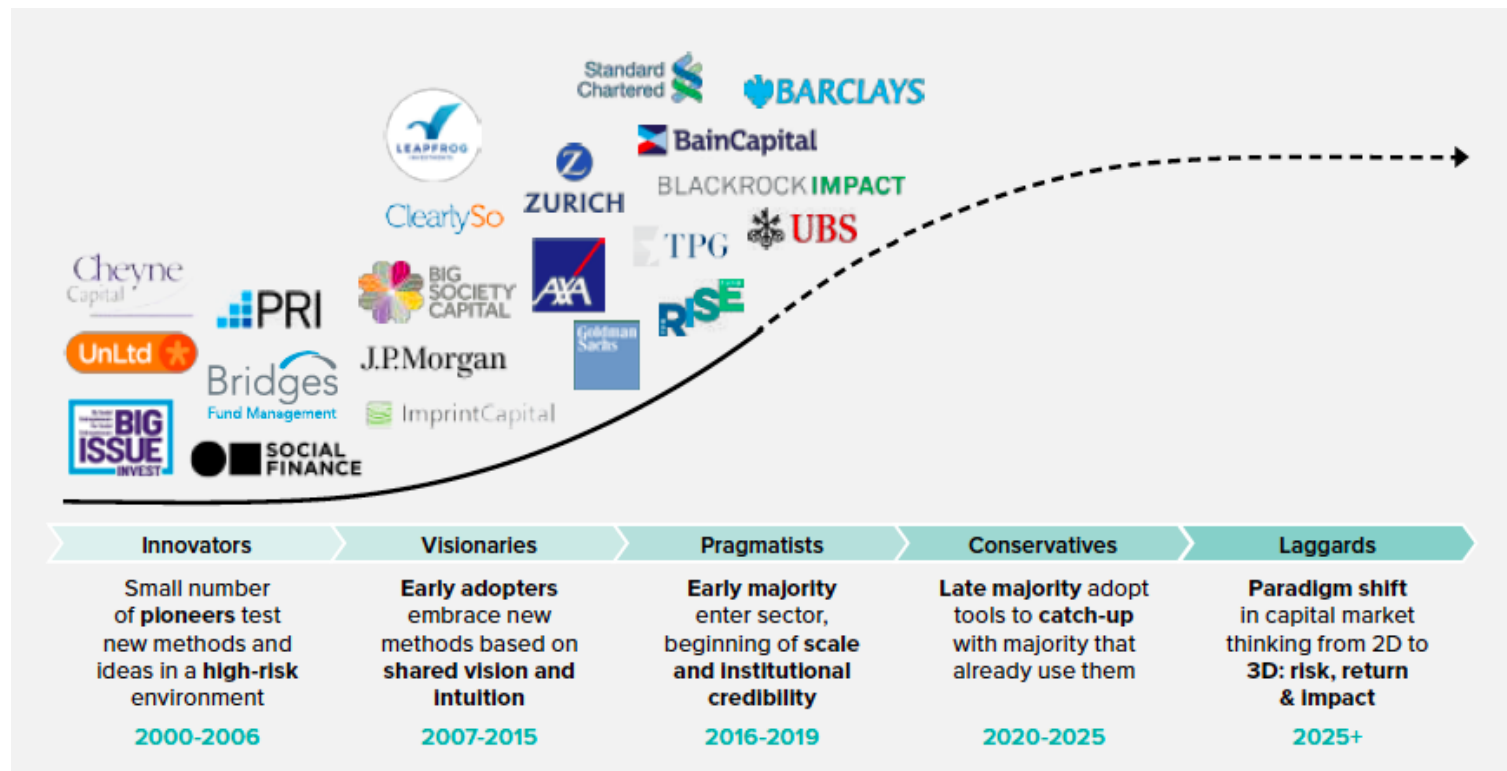 Standard
Chartered
BARCLAYS
LEAPFROG
INVESTMENTS
BainCapital
Z
ZURICH
BLACKROCK IMPACT
ClearlySo
UBS
TPG
Cheyne
Capital
BIG
SOCIETY
CAPITAL
AXA
PRI
RISE
FUND
Goldman
Sachs
UnLtd
J.P.Morgan
Bridges
Fund Management
ImprintCapital
BIG
ISSUE
INVEST
SOCIAL
FINANCE
Innovators
Small number
of pioneers test
new methods and
ideas in a high-risk
environment
2000-2006
Visionaries
Early adopters
embrace new
methods based on
shared vision and
intuition
2007-2015
Pragmatists
Early majority
enter sector,
beginning of scale
and institutional
credibility
2016-2019
Conservatives
Late majority adopt
tools to catch-up
with majority that
already use them
2020-2025
Laggards
Paradigm shift
in capital market
thinking from 2D to
3D: risk, return
& impact
2025+